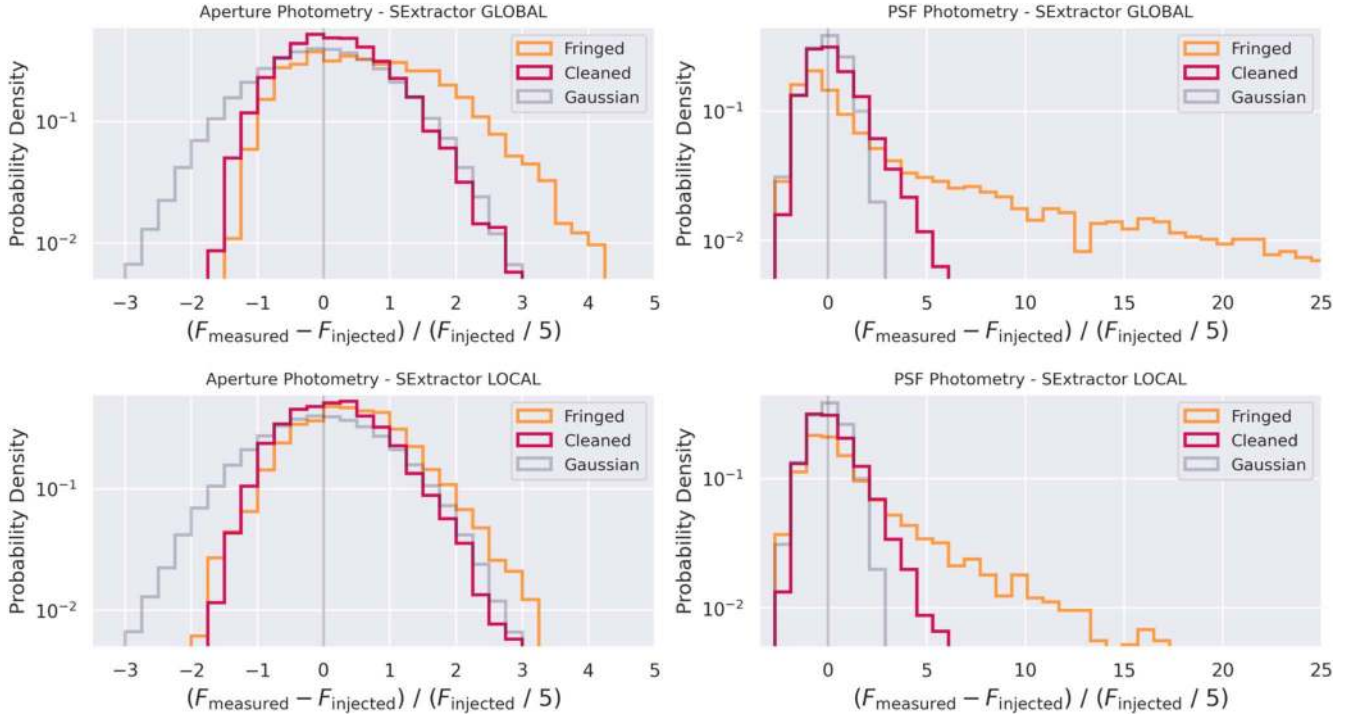 Aperture Photometry - SExtractor GLOBAL
Probability Density
10⁻¹
10⁻²
Fringed
Cleaned
Gaussian
−3 −2 −1 0 1 2 3 4 5
(F_measured − F_injected) / (F_injected / 5)
PSF Photometry - SExtractor GLOBAL
Probability Density
10⁻¹
10⁻²
Fringed
Cleaned
Gaussian
0 5 10 15 20 25
(F_measured − F_injected) / (F_injected / 5)
Aperture Photometry - SExtractor LOCAL
Probability Density
10⁻¹
10⁻²
Fringed
Cleaned
Gaussian
−3 −2 −1 0 1 2 3 4 5
(F_measured − F_injected) / (F_injected / 5)
PSF Photometry - SExtractor LOCAL
Probability Density
10⁻¹
10⁻²
Fringed
Cleaned
Gaussian
0 5 10 15 20 25
(F_measured − F_injected) / (F_injected / 5)